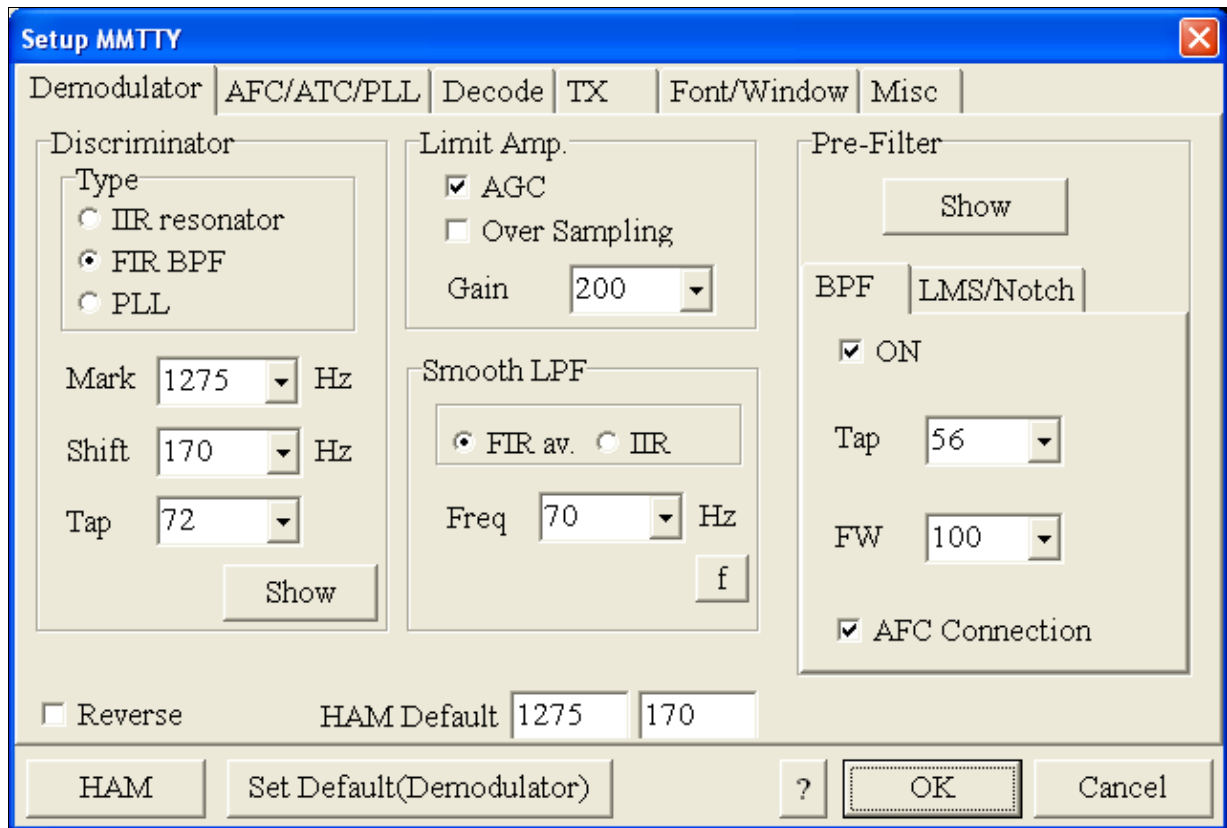 Setup MMTTY
Demodulator AFC/ATC/PLL Decode TX Font/Window Misc
Discriminator
Type
IIR resonator
FIR BPF
PLL
Mark 1275 Hz
Shift 170 Hz
Tap 72
Show
Limit Amp.
AGC
Over Sampling
Gain 200
Smooth LPF
FIR av. IIR
Freq 70 Hz
f
Pre-Filter
Show
BPF LMS/Notch
ON
Tap 56
FW 100
AFC Connection
Reverse HAM Default 1275 170
HAM Set Default(Demodulator) ? OK Cancel